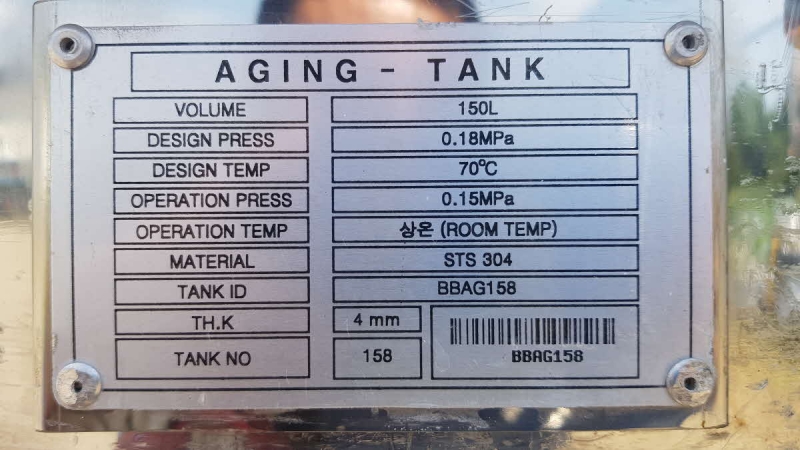 AGING - TANK
VOLUME 150L
DESIGN PRESS 0.18MPa
DESIGN TEMP 70℃
OPERATION PRESS 0.15MPa
OPERATION TEMP 상온 (ROOM TEMP)
MATERIAL STS 304
TANK ID BBAG158
TH.K 4 mm
TANK NO 158
BBAG158